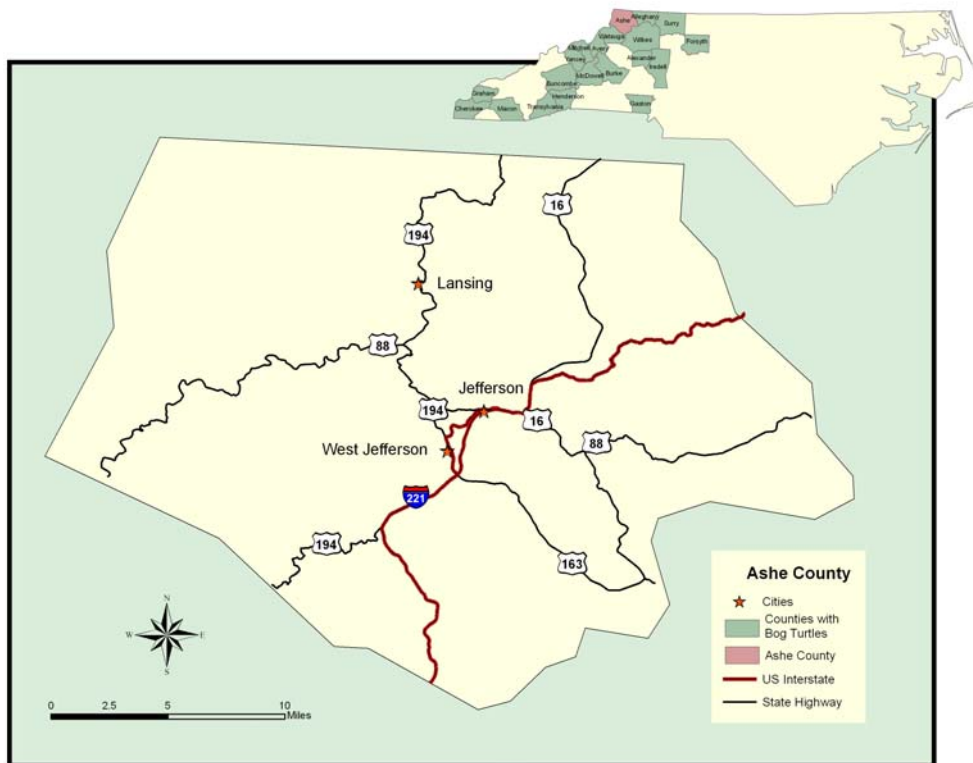 Ashe
Alleghany
Surry
Watauga
Wilkes
Forsyth
Mitchell
Avery
Yancey
Alexander
Iredell
McDowell
Burke
Buncombe
Graham
Henderson
Cherokee
Macon
Transylvania
Gaston
16
194
Lansing
88
Jefferson
194
16
88
West Jefferson
221
194
163
N
W
E
S
0
2.5
5
10
Miles
Ashe County
Cities
Counties with
Bog Turtles
Ashe County
US Interstate
State Highway